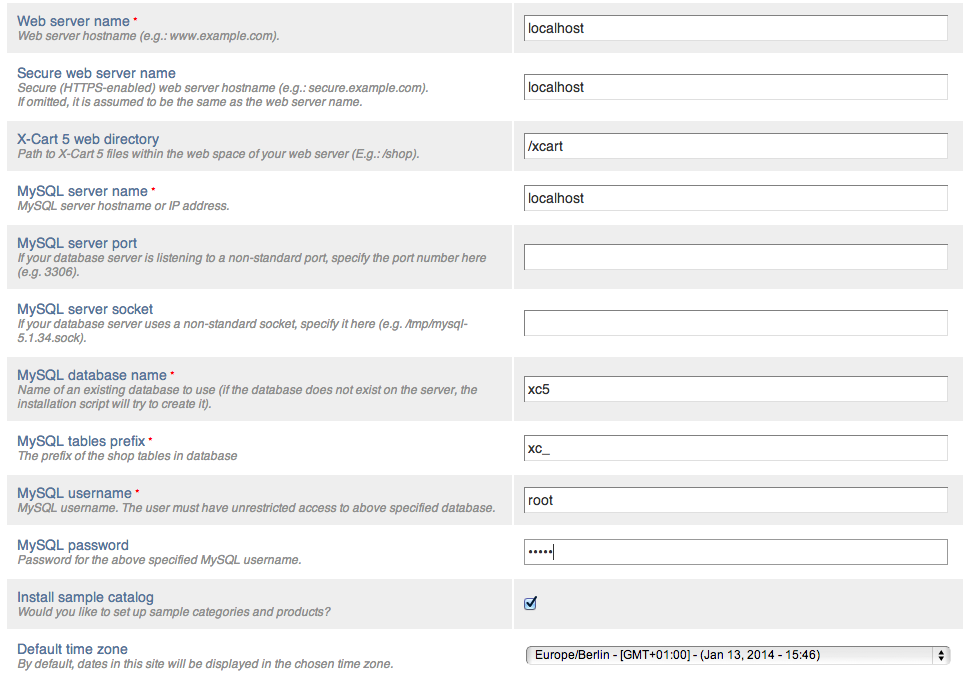 Web server name *
Web server hostname (e.g.: www.example.com).
localhost
Secure web server name
Secure (HTTPS-enabled) web server hostname (e.g.: secure.example.com).
If omitted, it is assumed to be the same as the web server name.
localhost
X-Cart 5 web directory
Path to X-Cart 5 files within the web space of your web server (E.g.: /shop).
/xcart
MySQL server name *
MySQL server hostname or IP address.
localhost
MySQL server port
If your database server is listening to a non-standard port, specify the port number here
(e.g. 3306).
MySQL server socket
If your database server uses a non-standard socket, specify it here (e.g. /tmp/mysql-
5.1.34.sock).
MySQL database name *
Name of an existing database to use (if the database does not exist on the server, the
installation script will try to create it).
xc5
MySQL tables prefix *
The prefix of the shop tables in database
xc_
MySQL username *
MySQL username. The user must have unrestricted access to above specified database.
root
MySQL password
Password for the above specified MySQL username.
•••••
Install sample catalog
Would you like to set up sample categories and products?
Default time zone
By default, dates in this site will be displayed in the chosen time zone.
Europe/Berlin - [GMT+01:00] - (Jan 13, 2014 - 15:46)